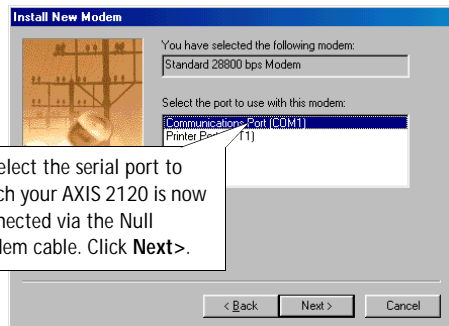 Install New Modem
You have selected the following modem:
Standard 28800 bps Modem
Select the port to use with this modem:
Communications Port (COM1)
Printer
elect the serial port to
ch your AXIS 2120 is now
nected via the Null
dem cable. Click Next>.
< Back
Next >
Cancel